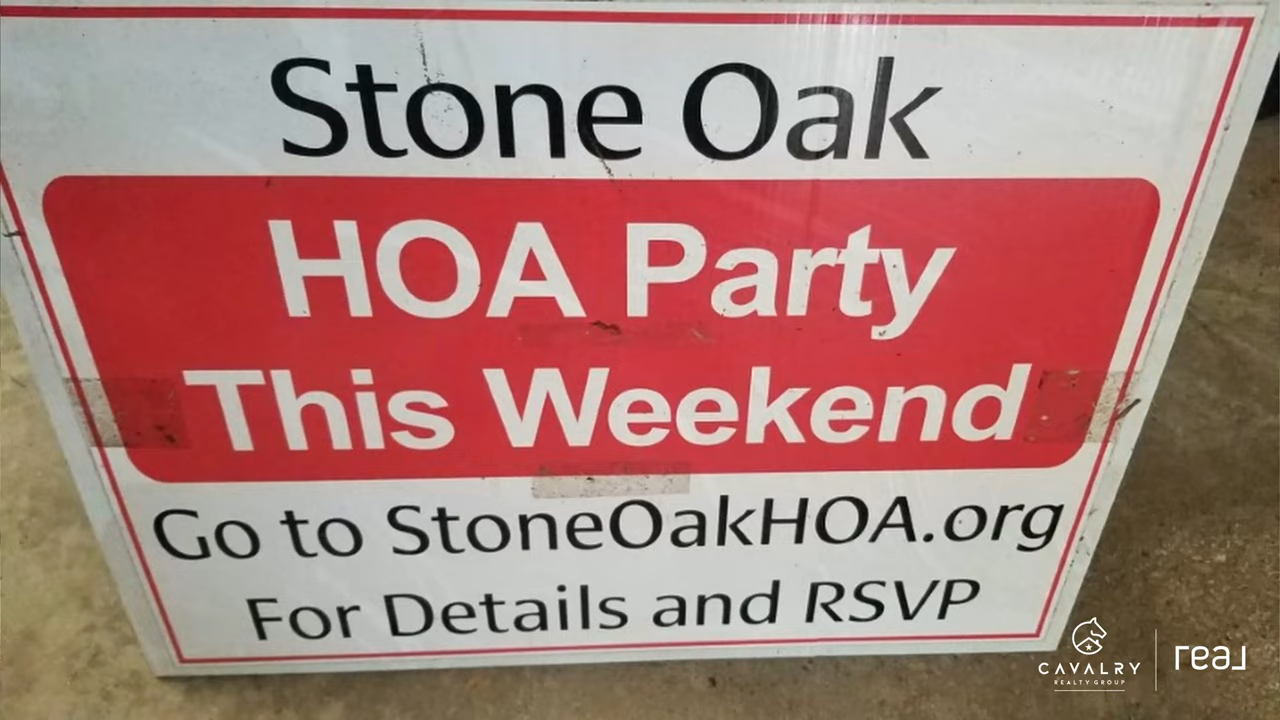 Stone Oak
HOA Party
This Weekend
Go to StoneOakHOA.org
For Details and RSVP
CAVALRY
REALTY GROUP
real